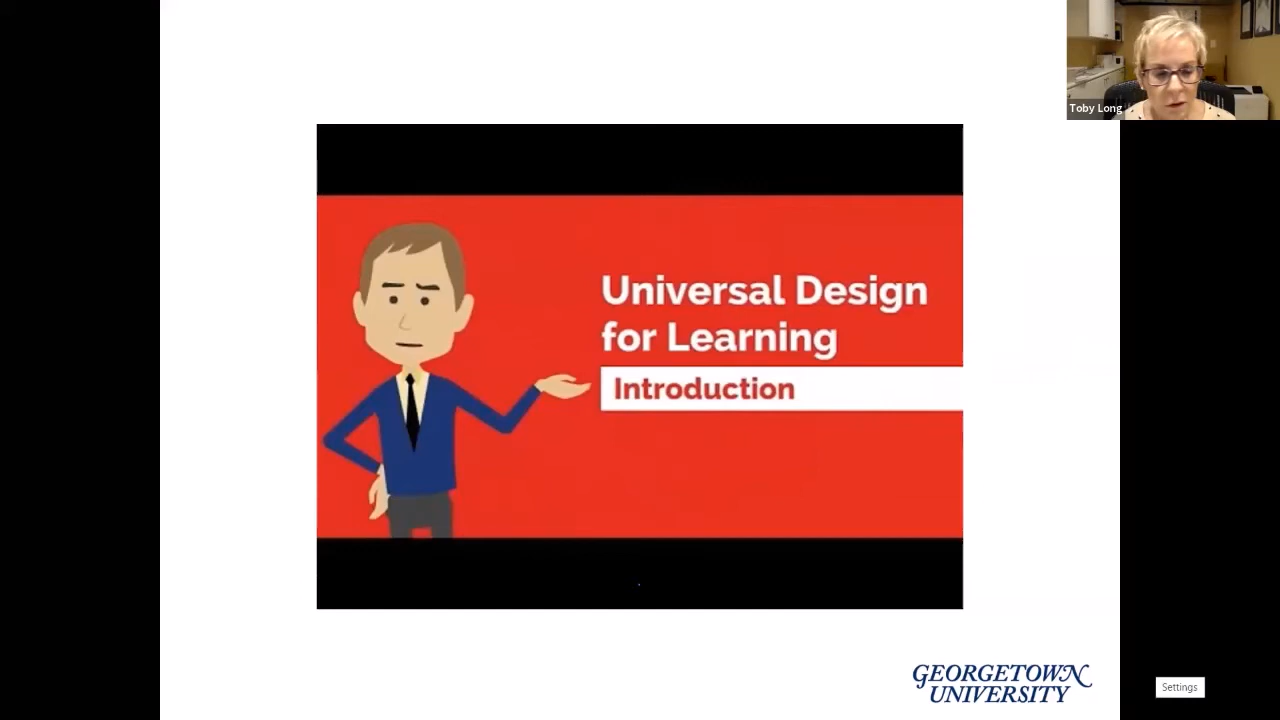 Toby Long
Universal Design
for Learning
Introduction
GEORGETOWN
UNIVERSITY
Settings